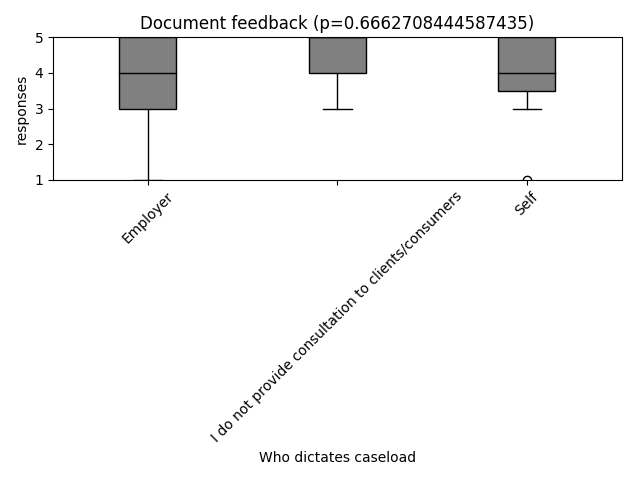 Document feedback (p=0.6662708444587435)
responses
5
4
3
2
1
Employer
I do not provide consultation to clients/consumers
Self
Who dictates caseload